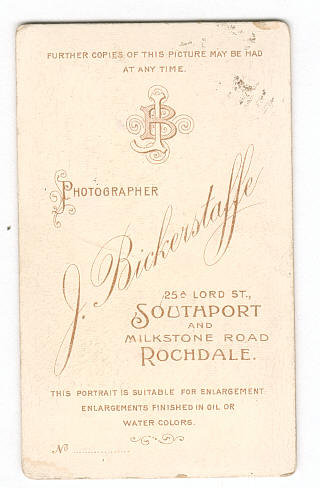 FURTHER COPIES OF THIS PICTURE MAY BE HAD
AT ANY TIME.
JB
PHOTOGRAPHER
J. Bickerstaffe
25A LORD ST.,
SOUTHPORT
AND
MILKSTONE ROAD
ROCHDALE.
THIS PORTRAIT IS SUITABLE FOR ENLARGEMENT
ENLARGEMENTS FINISHED IN OIL OR
WATER COLORS.
No ..............